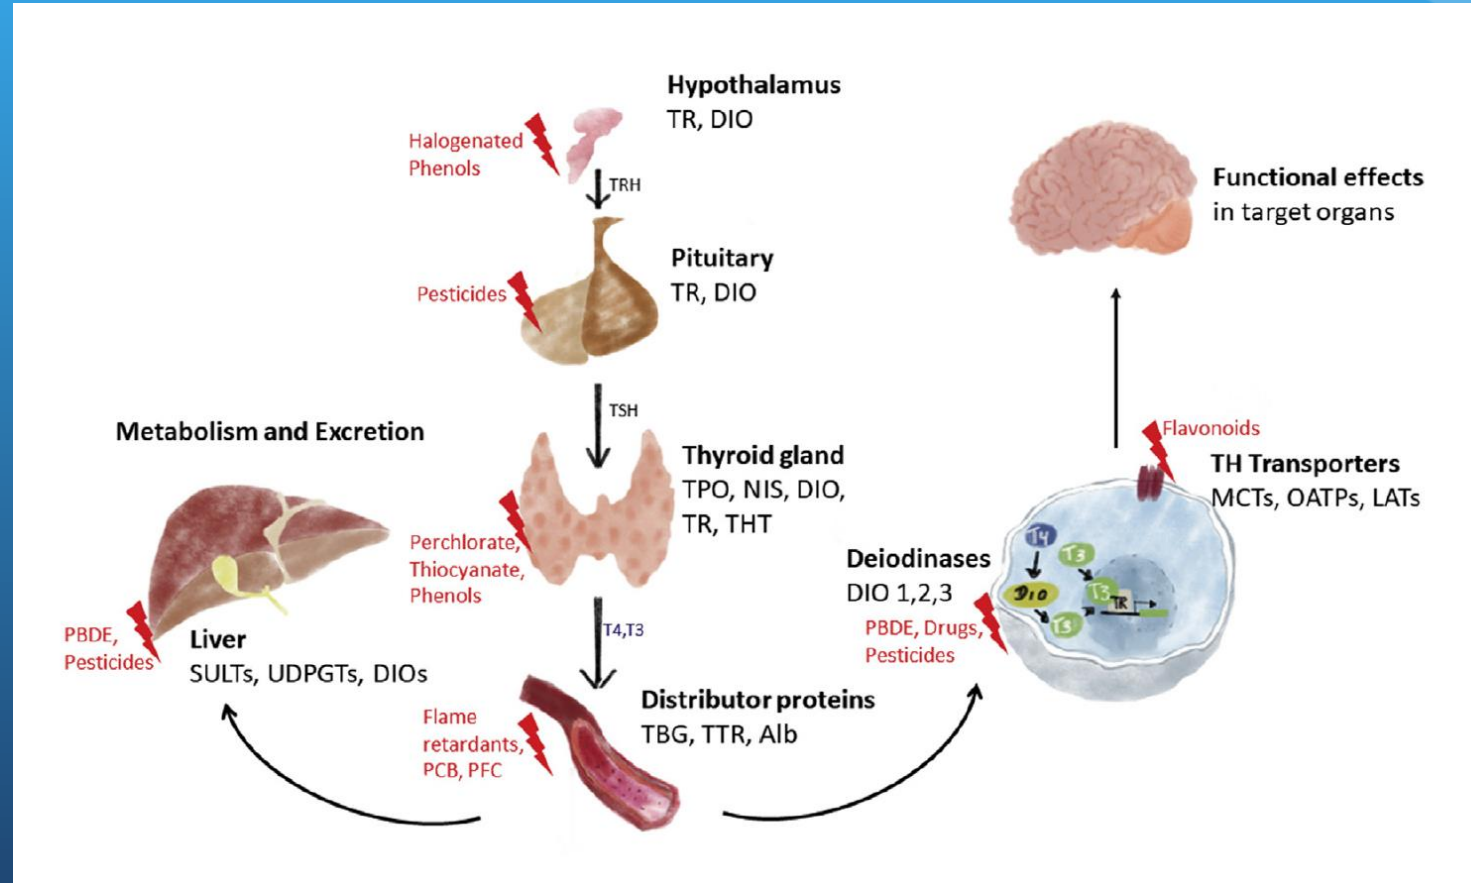 Hypothalamus
TR, DIO
Halogenated
Phenols
TRH
Pituitary
TR, DIO
Pesticides
TSH
Thyroid gland
TPO, NIS, DIO,
TR, THT
Perchlorate,
Thiocyanate,
Phenols
T4,T3
Distributor proteins
TBG, TTR, Alb
Flame
retardants,
PCB, PFC
Metabolism and Excretion
PBDE,
Pesticides
Liver
SULTs, UDPGTs, DIOs
Deiodinases
DIO 1,2,3
PBDE, Drugs,
Pesticides
T4
T3
DIO
T3
TR
T3
Flavonoids
TH Transporters
MCTs, OATPs, LATs
Functional effects
in target organs